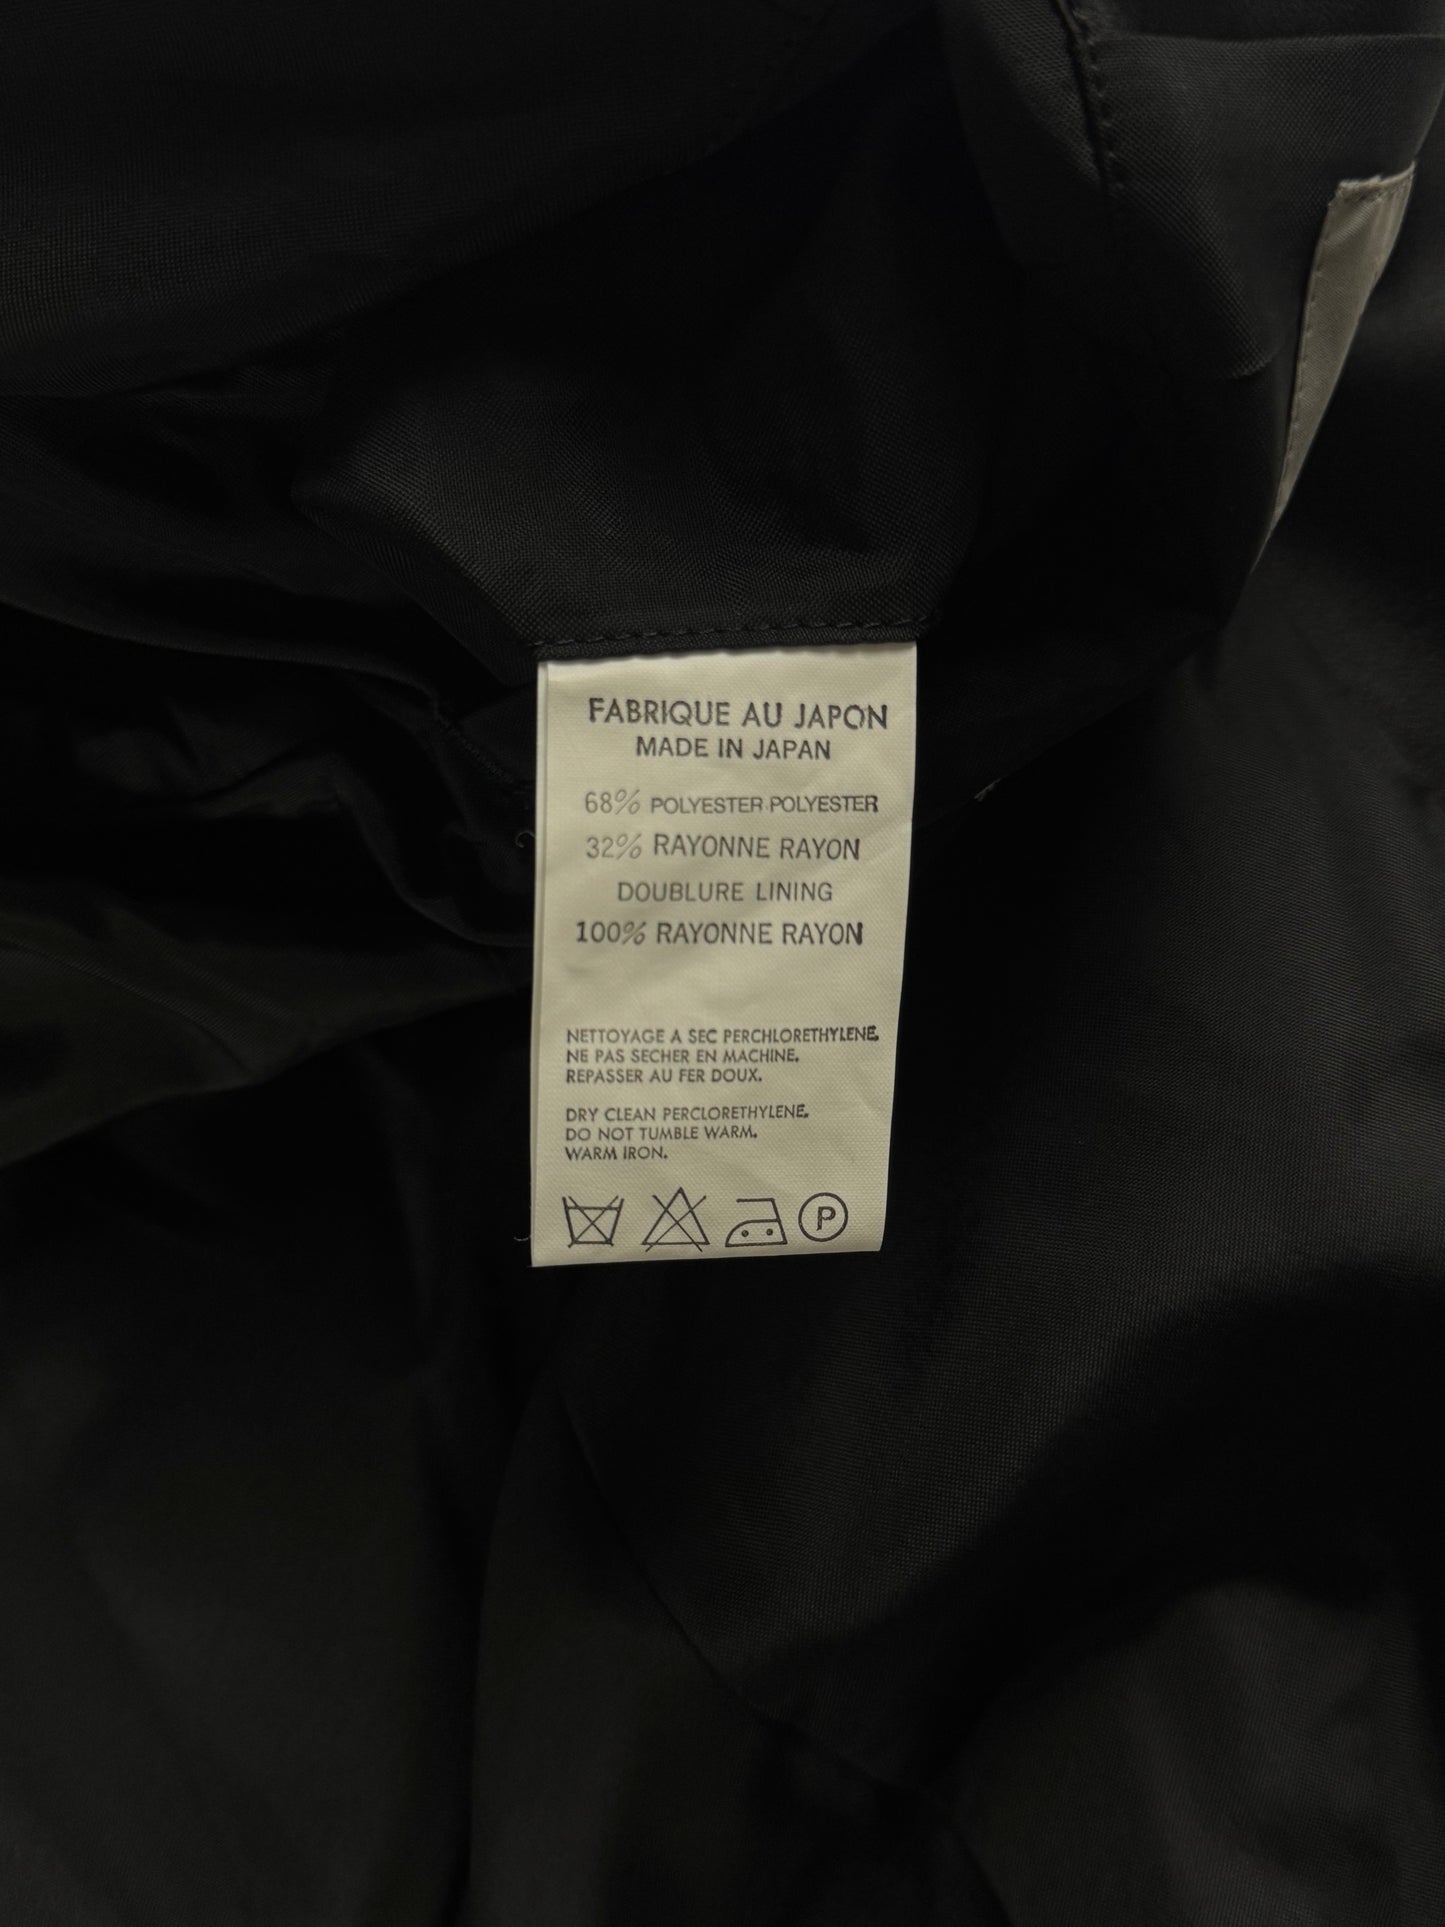 FABRIQUE AU JAPON
MADE IN JAPAN
68% POLYESTER POLYESTER
32% RAYONNE RAYON
DOUBLURE LINING
100% RAYONNE RAYON
NETTOYAGE A SEC PERCHLORETHYLENE.
NE PAS SECHER EN MACHINE.
REPASSER AU FER DOUX.
DRY CLEAN PERCLORETHYLENE.
DO NOT TUMBLE WARM.
WARM IRON.
P